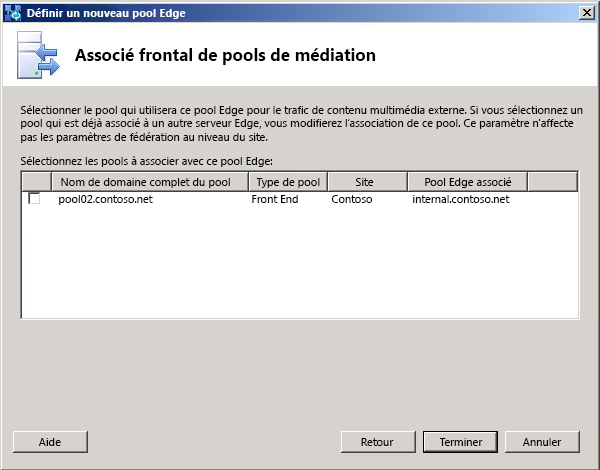 Définir un nouveau pool Edge
Associé frontal de pools de médiation
Sélectionner le pool qui utilisera ce pool Edge pour le trafic de contenu multimédia externe. Si vous sélectionnez un
pool qui est déjà associé à un autre serveur Edge, vous modifierez l'association de ce pool. Ce paramètre n'affecte
pas les paramètres de fédération au niveau du site.
Sélectionnez les pools à associer avec ce pool Edge:
Nom de domaine complet du pool Type de pool Site Pool Edge associé
pool02.contoso.net Front End Contoso internal.contoso.net
Aide Retour Terminer Annuler